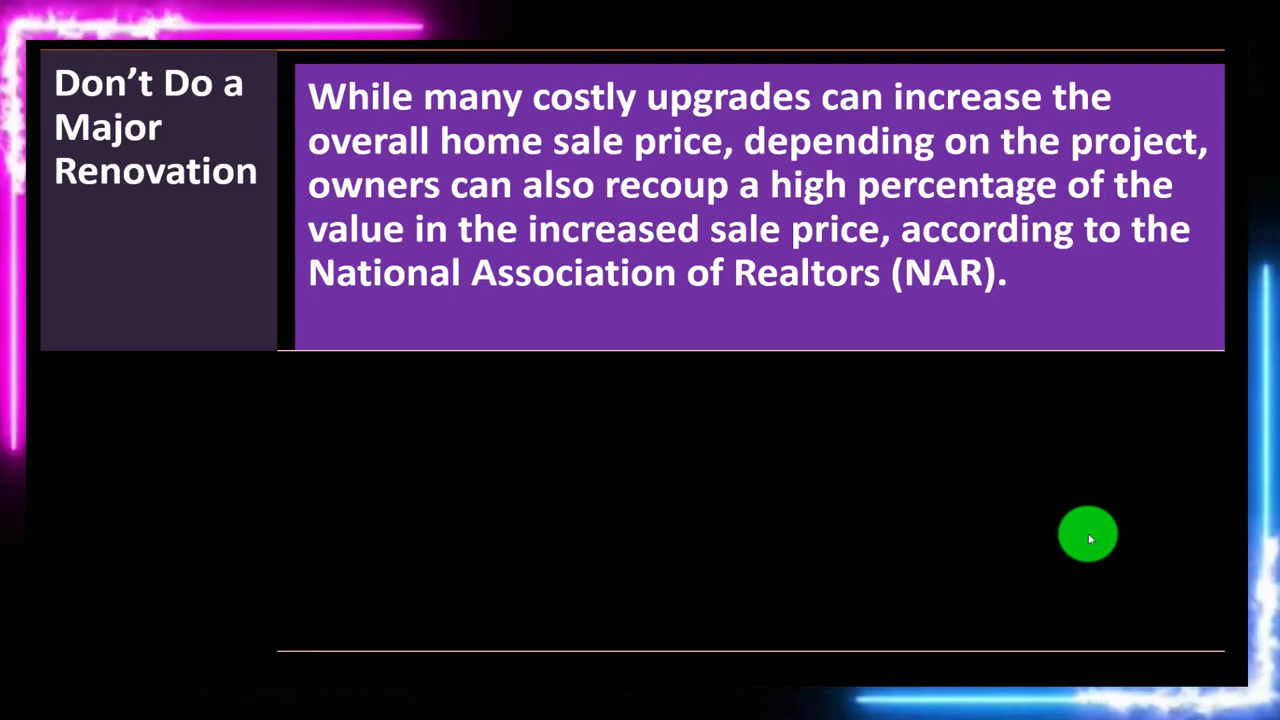 Don’t Do a
Major
Renovation
While many costly upgrades can increase the
overall home sale price, depending on the project,
owners can also recoup a high percentage of the
value in the increased sale price, according to the
National Association of Realtors (NAR).